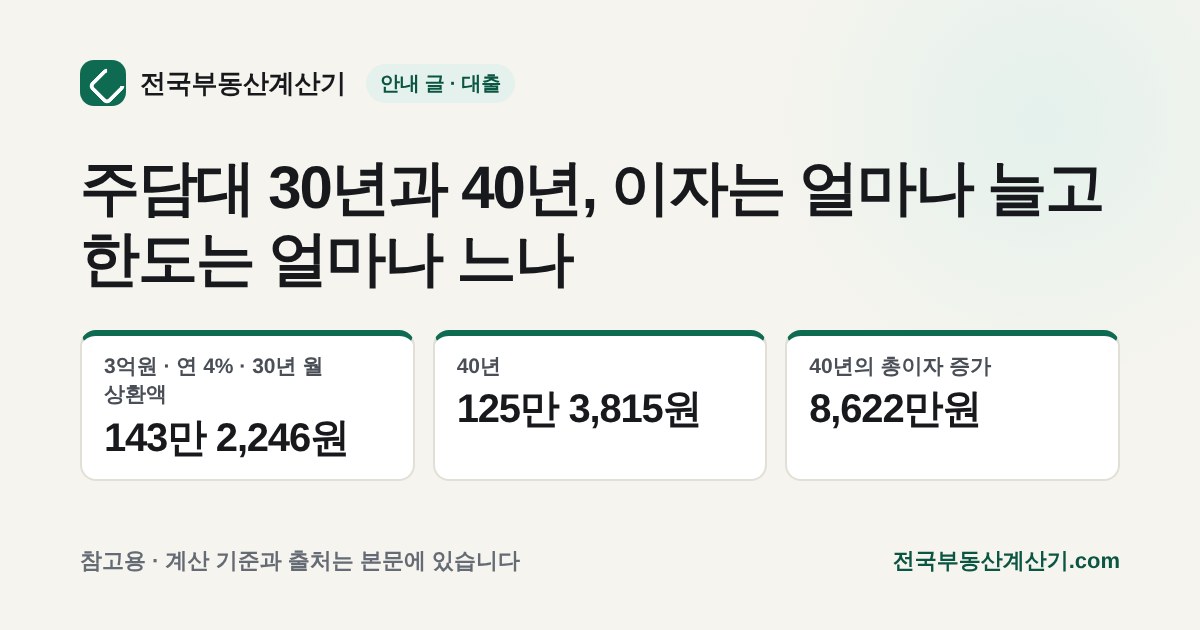 전국부동산계산기
안내 글 · 대출
주담대 30년과 40년, 이자는 얼마나 늘고
한도는 얼마나 느나
3억원 · 연 4% · 30년 월
상환액
143만 2,246원
40년
125만 3,815원
40년의 총이자 증가
8,622만원
참고용 · 계산 기준과 출처는 본문에 있습니다
전국부동산계산기.com